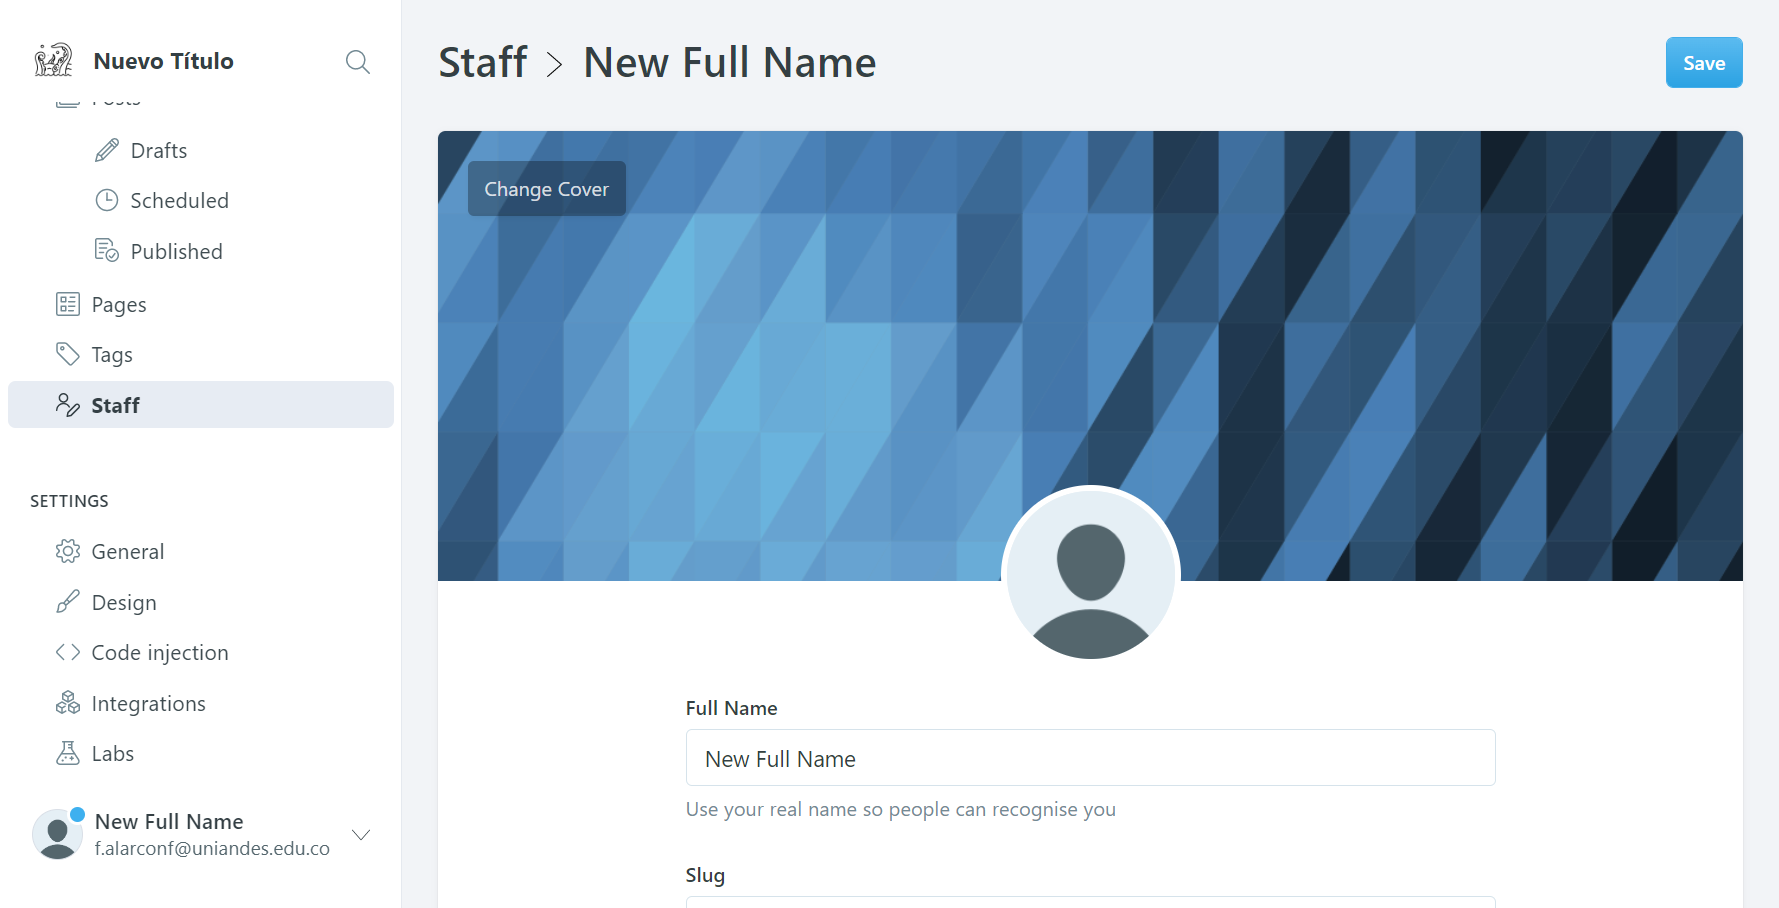 Nuevo Título
Posts
Drafts
Scheduled
Published
Pages
Tags
Staff
SETTINGS
General
Design
Code injection
Integrations
Labs
New Full Name
f.alarconf@uniandes.edu.co
Staff > New Full Name
Save
Change Cover
Full Name
New Full Name
Use your real name so people can recognise you
Slug